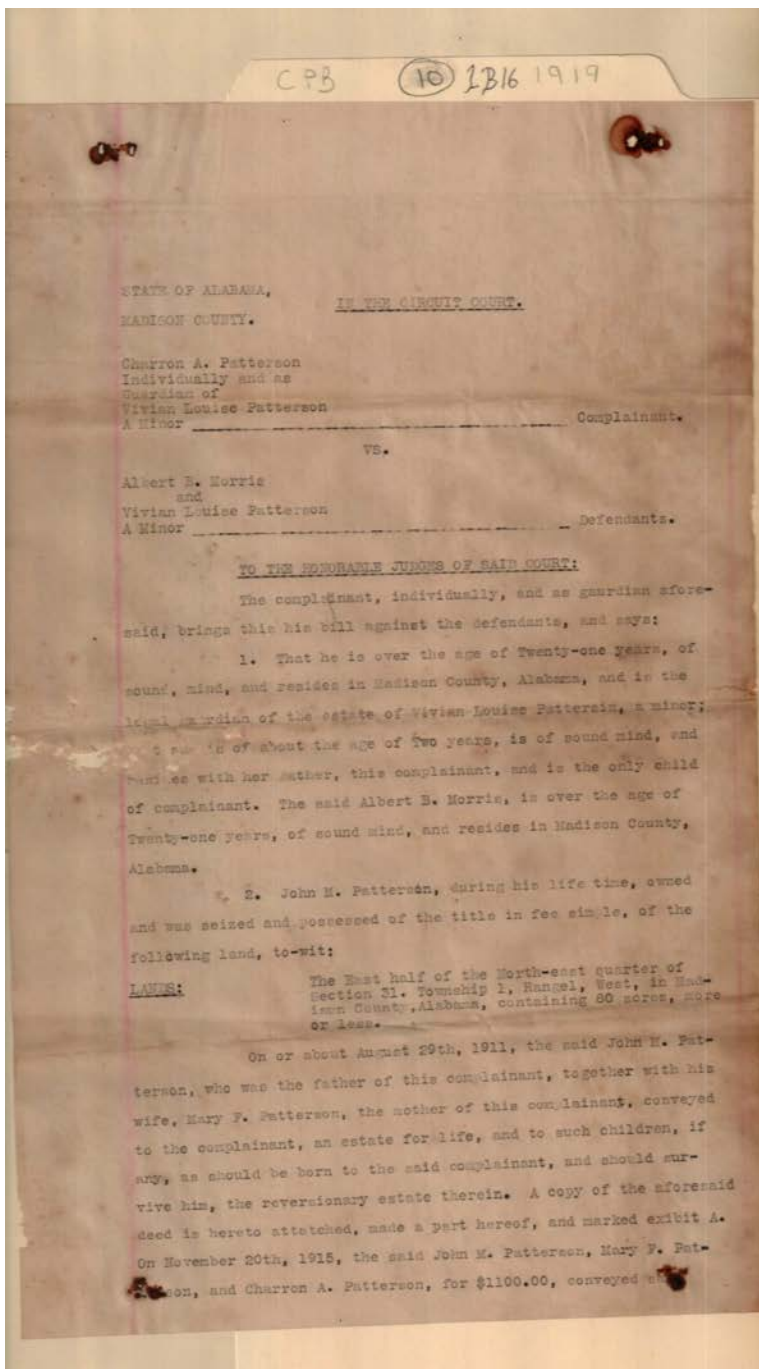 CPB 10 1B16 1919
STATE OF ALABAMA,
IN THE CIRCUIT COURT.
MADISON COUNTY.
Charron A. Patterson
Individually and as
Guardian of
Vivian Louise Patterson
A Minor Complainant.
VS.
Albert B. Morris
and
Vivian Louise Patterson
A Minor Defendants.
TO THE HONORABLE JUDGES OF SAID COURT:
The complainant, individually, and as gaurdian afore-
said, brings this his bill against the defendants, and says:
1. That he is over the age of Twenty-one years, of
sound, mind, and resides in Madison County, Alabama, and is the
legal guardian of the estate of Vivian Louise Pattersin, a minor;
is of about the age of Two years, is of sound mind, and
with her father, this complainant, and is the only child
of complainant. The said Albert B. Morris, is over the age of
Twenty-one years, of sound mind, and resides in Madison County,
Alabama.
2. John M. Patterson, during his life time, owned
and was seized and possessed of the title in fee simple, of the
following land, to-wit:
LANDS: The East half of the North-east quarter of
Section 31. Township 1, Range1, West, in Mad-
ison County, Alabama, containing 80 acres, more
or less.
On or about August 29th, 1911, the said John M. Pat-
terson, who was the father of this complainant, together with his
wife, Mary F. Patterson, the mother of this complainant, conveyed
to the complainant, an estate for life, and to such children, if
any, as should be born to the said complainant, and should sur-
vive him, the reversionary estate therein. A copy of the aforesaid
deed is hereto attatched, made a part hereof, and marked exibit A.
On November 20th, 1915, the said John M. Patterson, Mary F. Pat-
son, and Charron A. Patterson, for $1100.00, conveyed